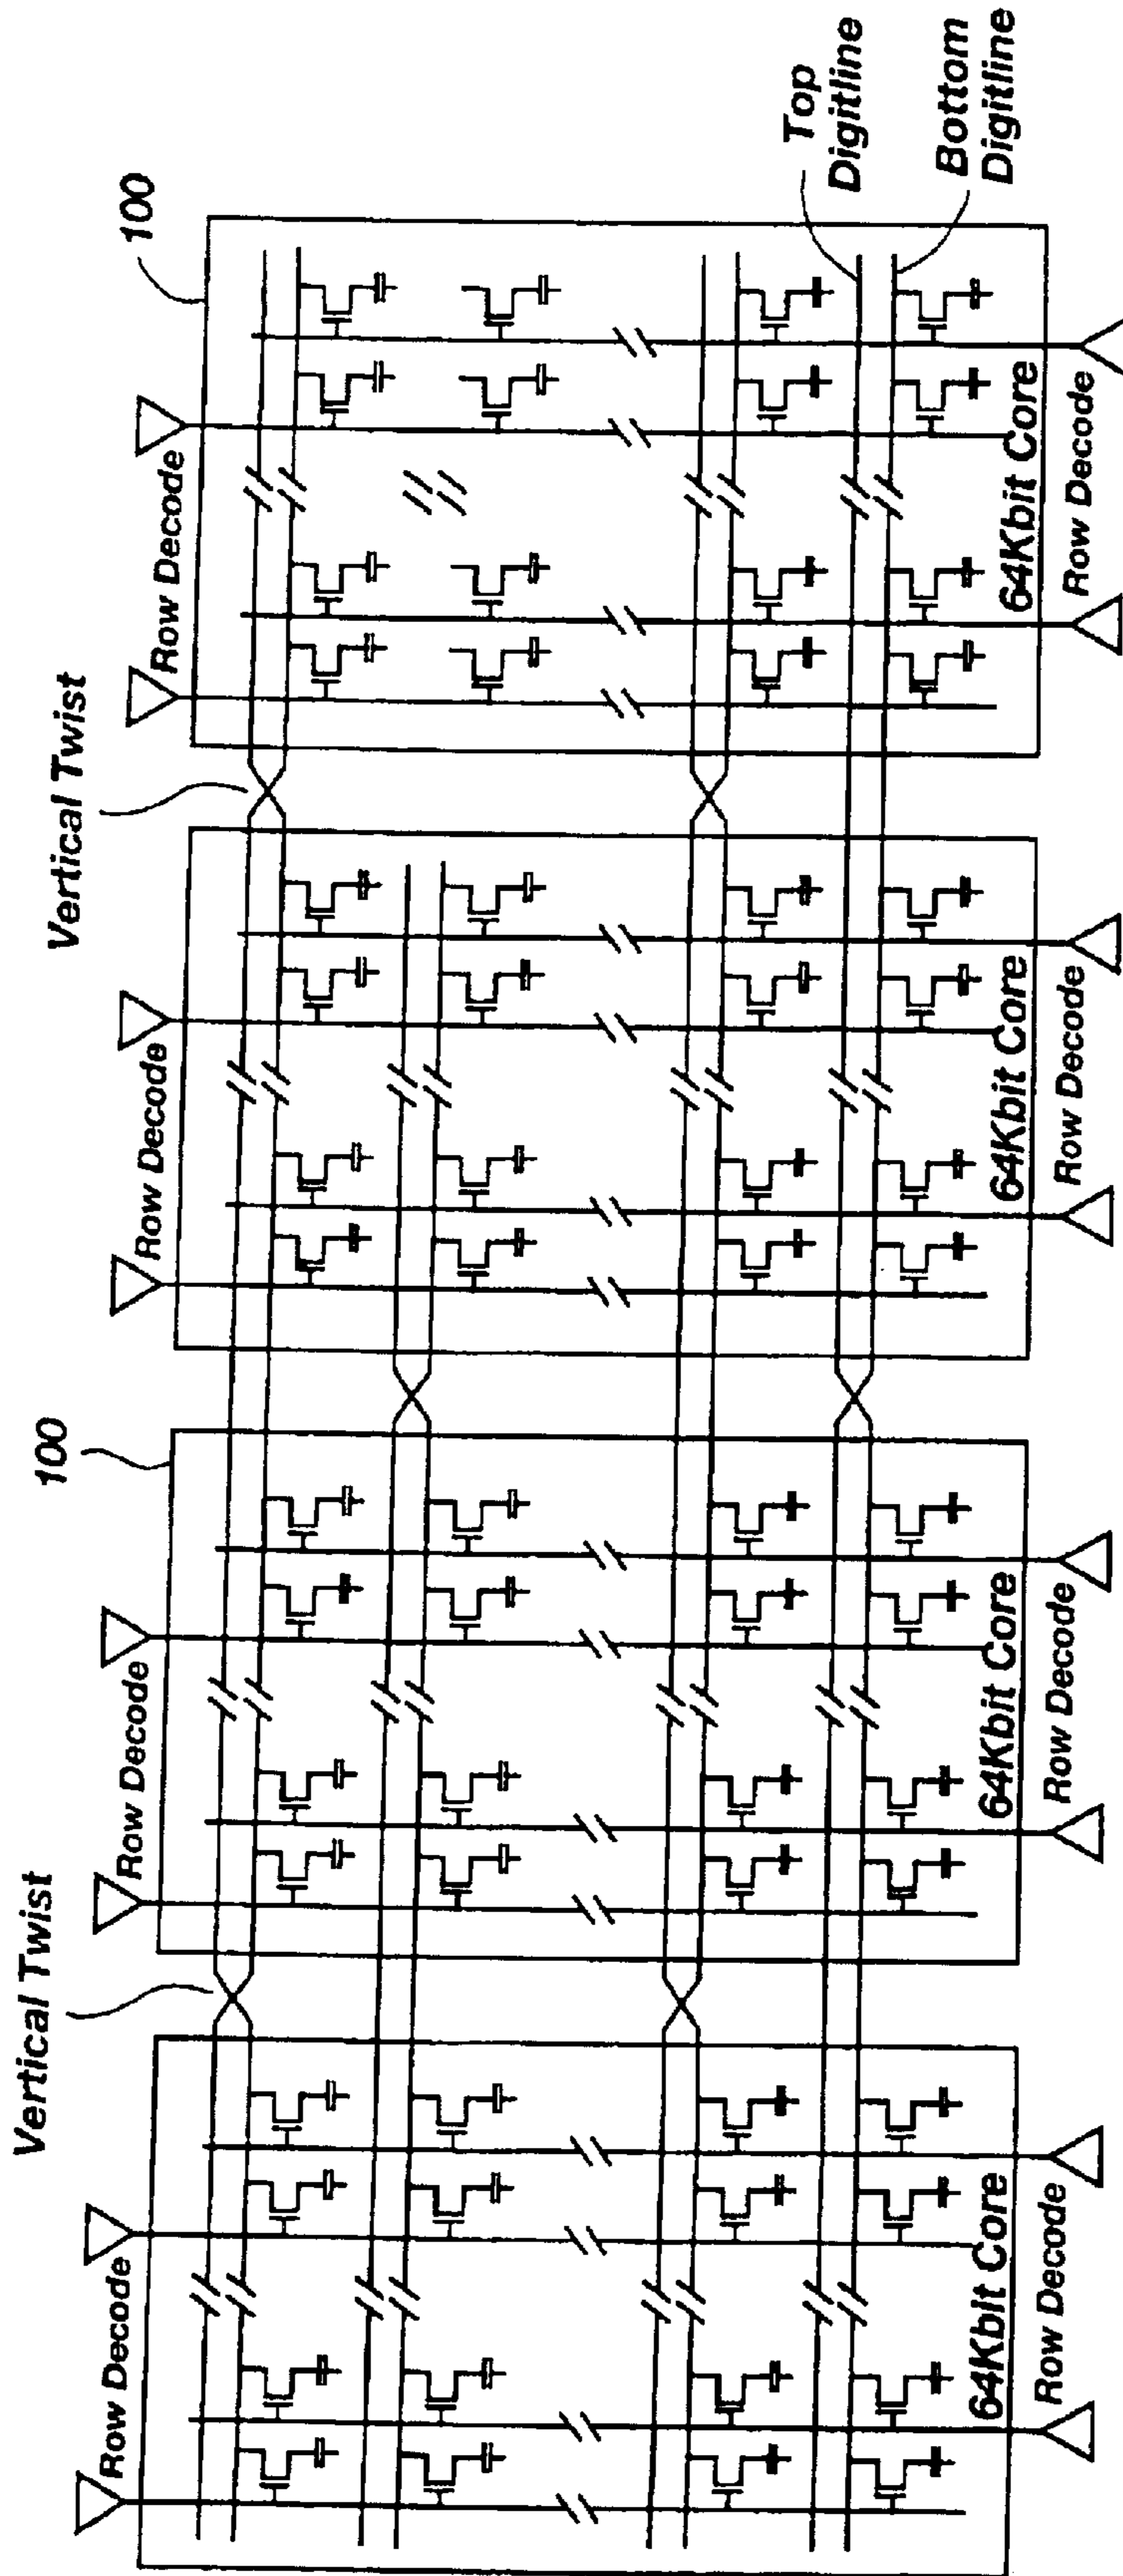 Vertical Twist
Vertical Twist
100
100
Row Decode
Row Decode
Row Decode
Row Decode
Top
Digitline
Bottom
Digitline
64Kbit Core
64Kbit Core
64Kbit Core
64Kbit Core
Row Decode
Row Decode
Row Decode
Row Decode